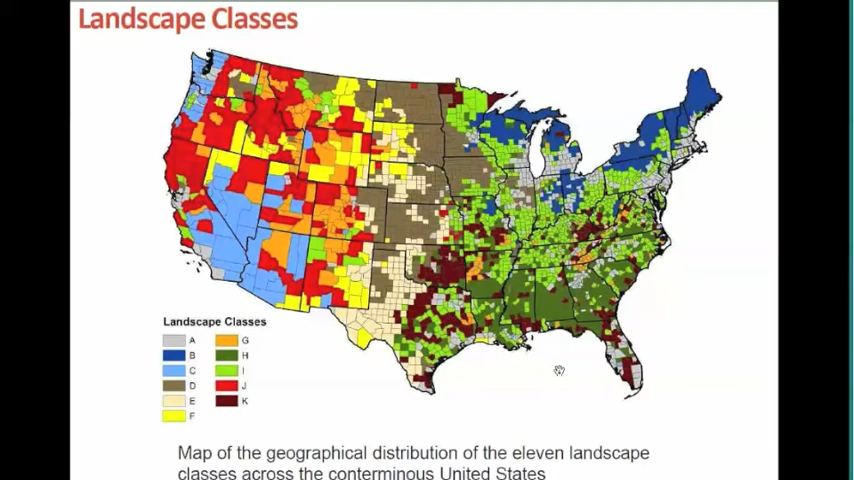 Landscape Classes
Landscape Classes
A G
B H
C I
D J
E K
F
Map of the geographical distribution of the eleven landscape
classes across the conterminous United States